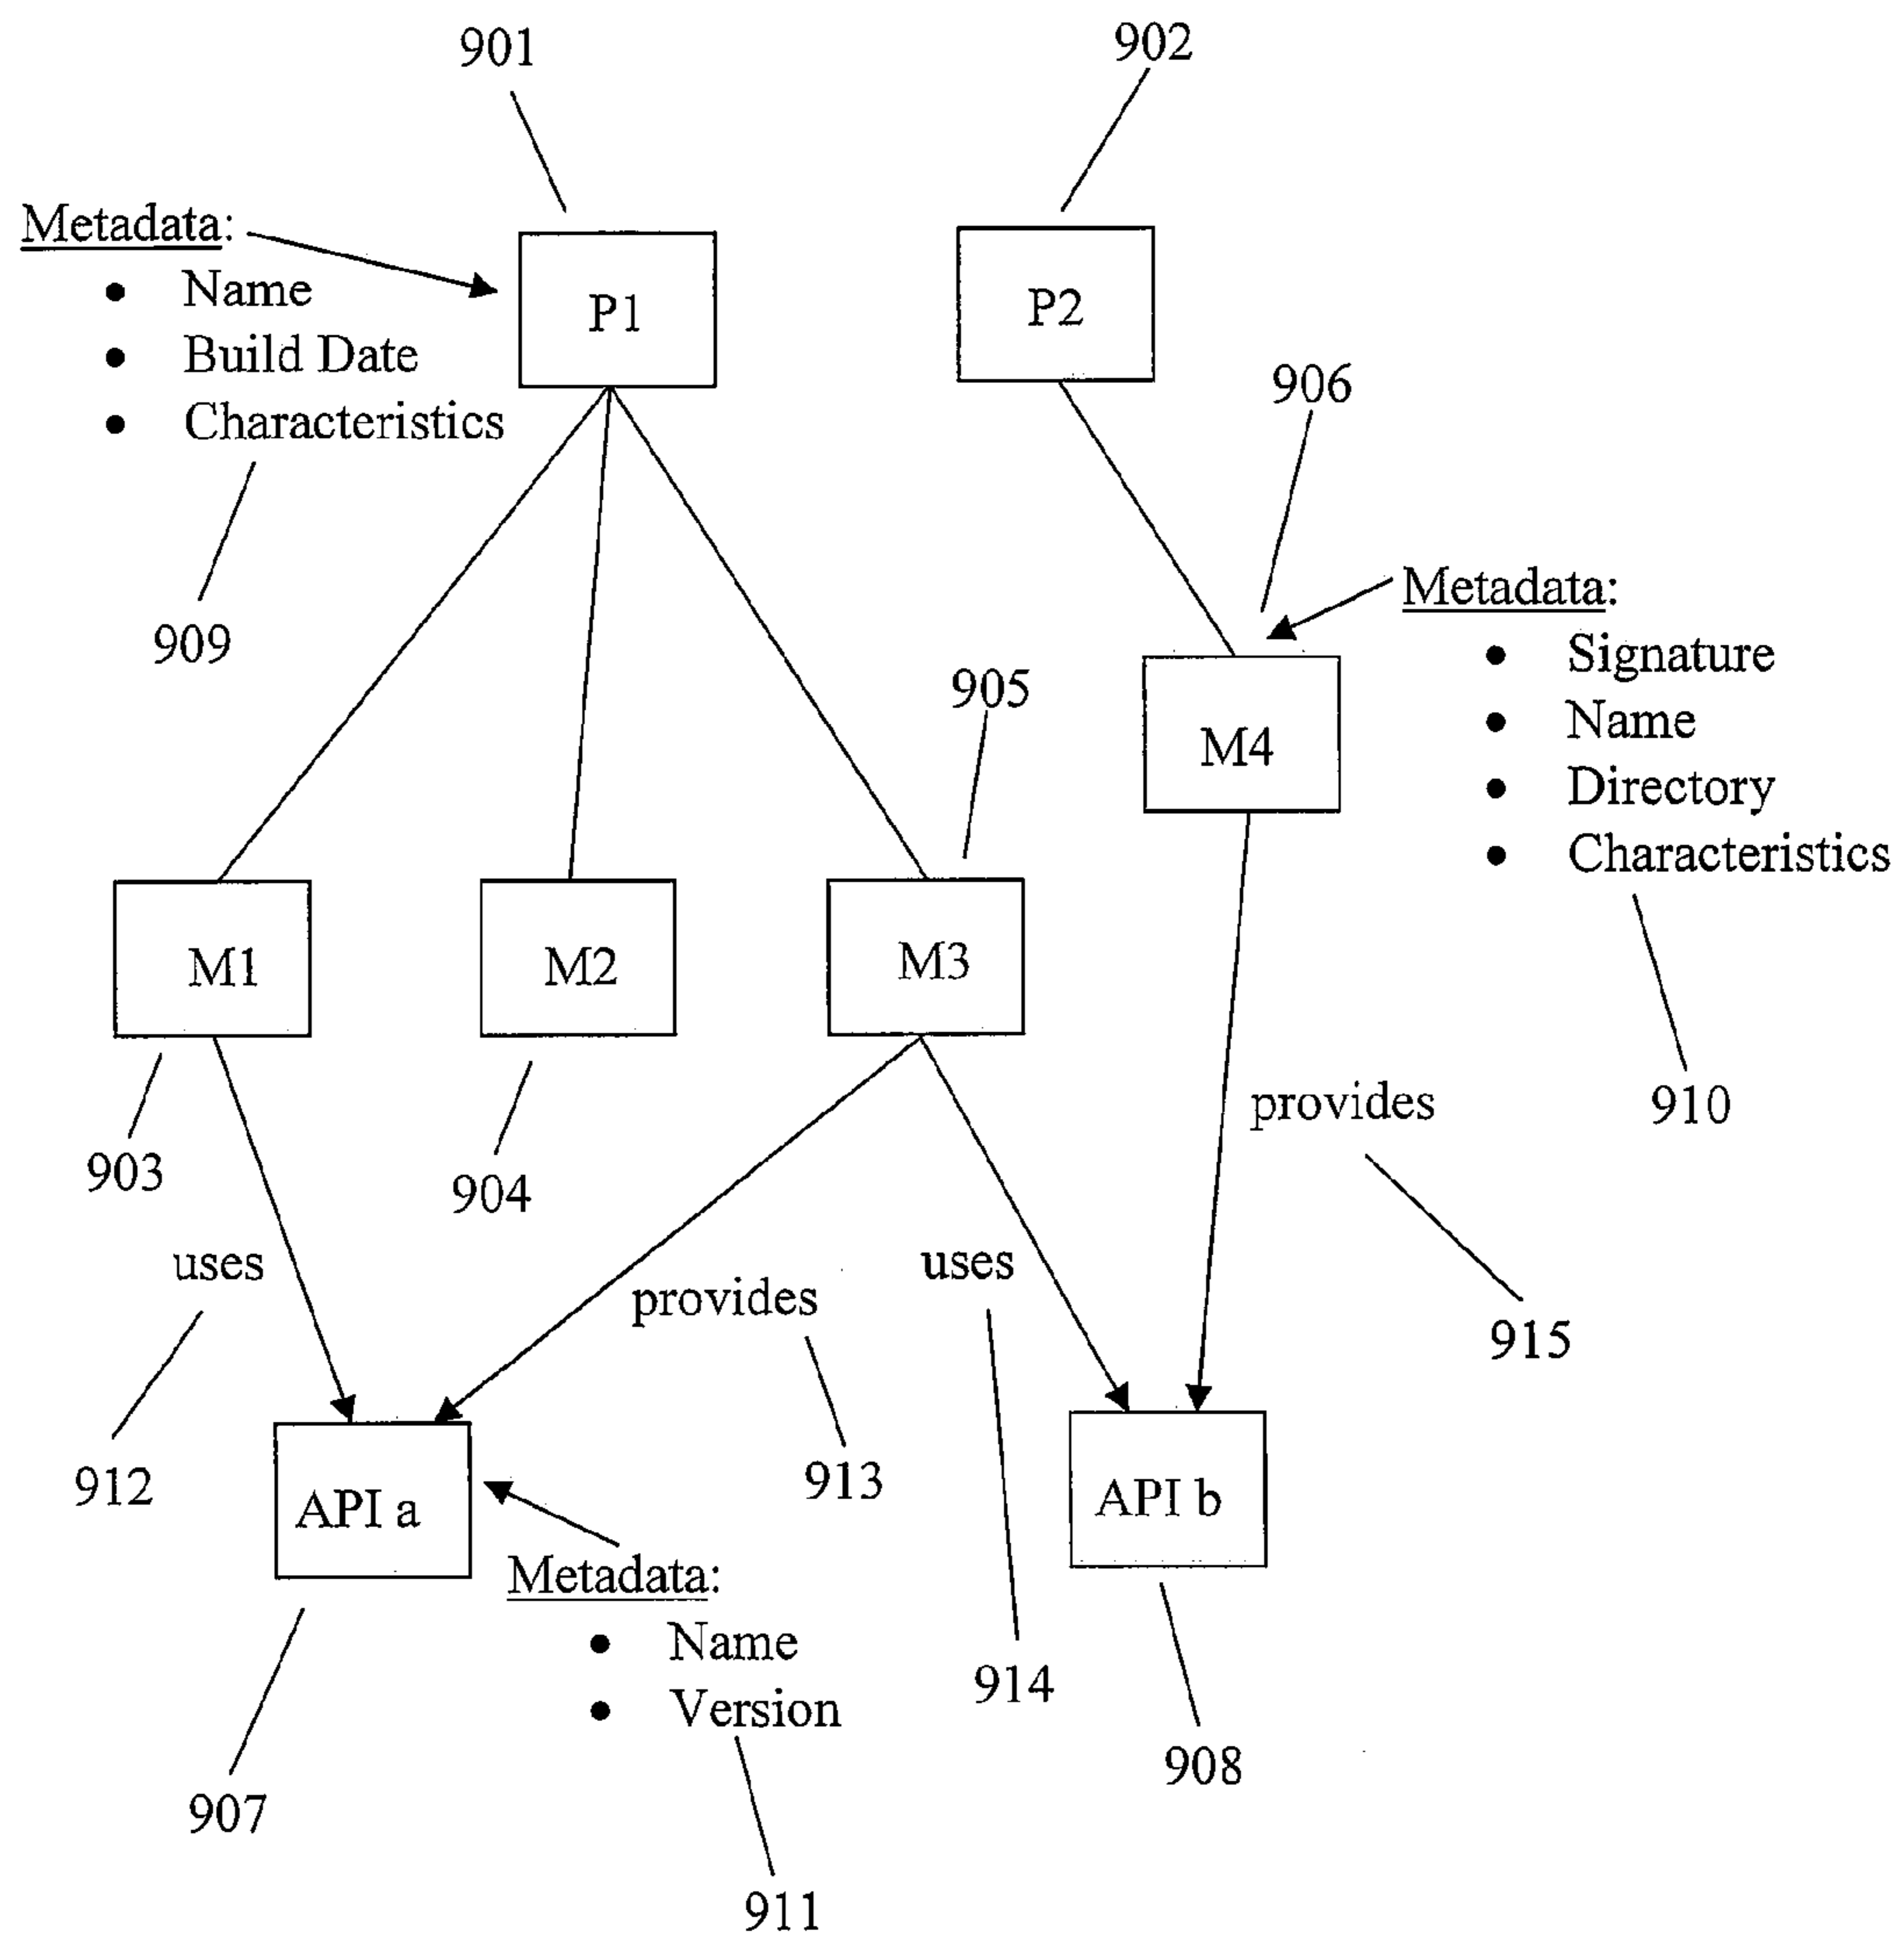 901
902
Metadata:
• Name
• Build Date
• Characteristics
P1
P2
906
909
Metadata:
• Signature
• Name
• Directory
• Characteristics
905
M4
M1
M2
M3
910
provides
903
904
uses
provides
uses
915
912
913
API a
API b
Metadata:
• Name
• Version
914
908
907
911